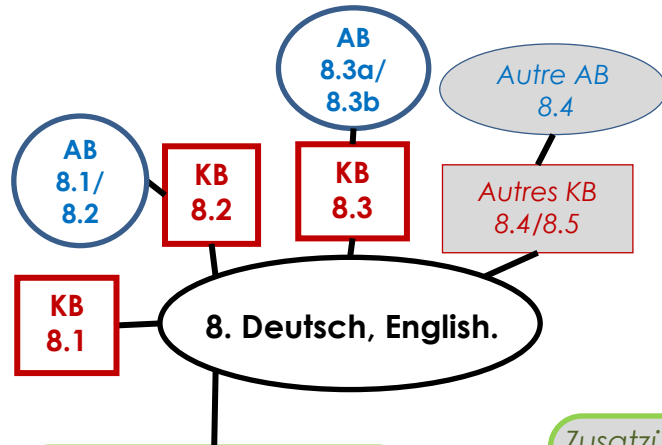 AB
8.3a/
8.3b
Autre AB
8.4
AB
8.1/
8.2
KB
8.2
KB
8.3
Autres KB
8.4/8.5
KB
8.1
8. Deutsch, English.